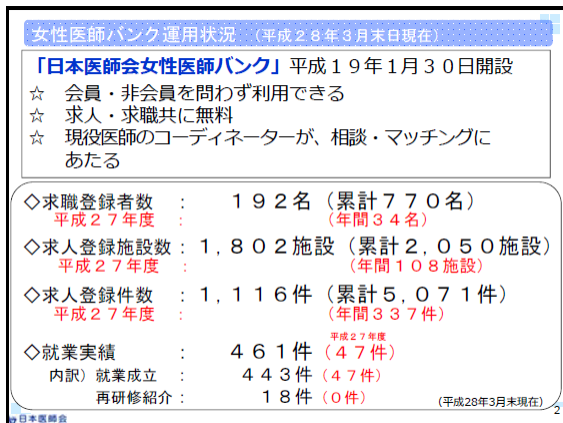 女性医師バンク運用状況 (平成２８年３月末日現在)
「日本医師会女性医師バンク」平成１９年１月３０日開設
☆ 会員・非会員を問わず利用できる
☆ 求人・求職共に無料
☆ 現役医師のコーディネーターが、相談・マッチングに
あたる
◇求職登録者数 ： １９２名（累計７７０名）
平成２７年度 ： （年間３４名）
◇求人登録施設数：１,８０２施設（累計２,０５０施設）
平成２７年度 ： （年間１０８施設）
◇求人登録件数 ：１,１１６件（累計５,０７１件）
平成２７年度 ： （年間３３７件）
平成２７年度
◇就業実績 ： ４６１件（４７件）
内訳）就業成立 ： ４４３件（４７件）
再研修紹介 ： １８件（０件）
(平成28年3月末現在)
日本医師会
2